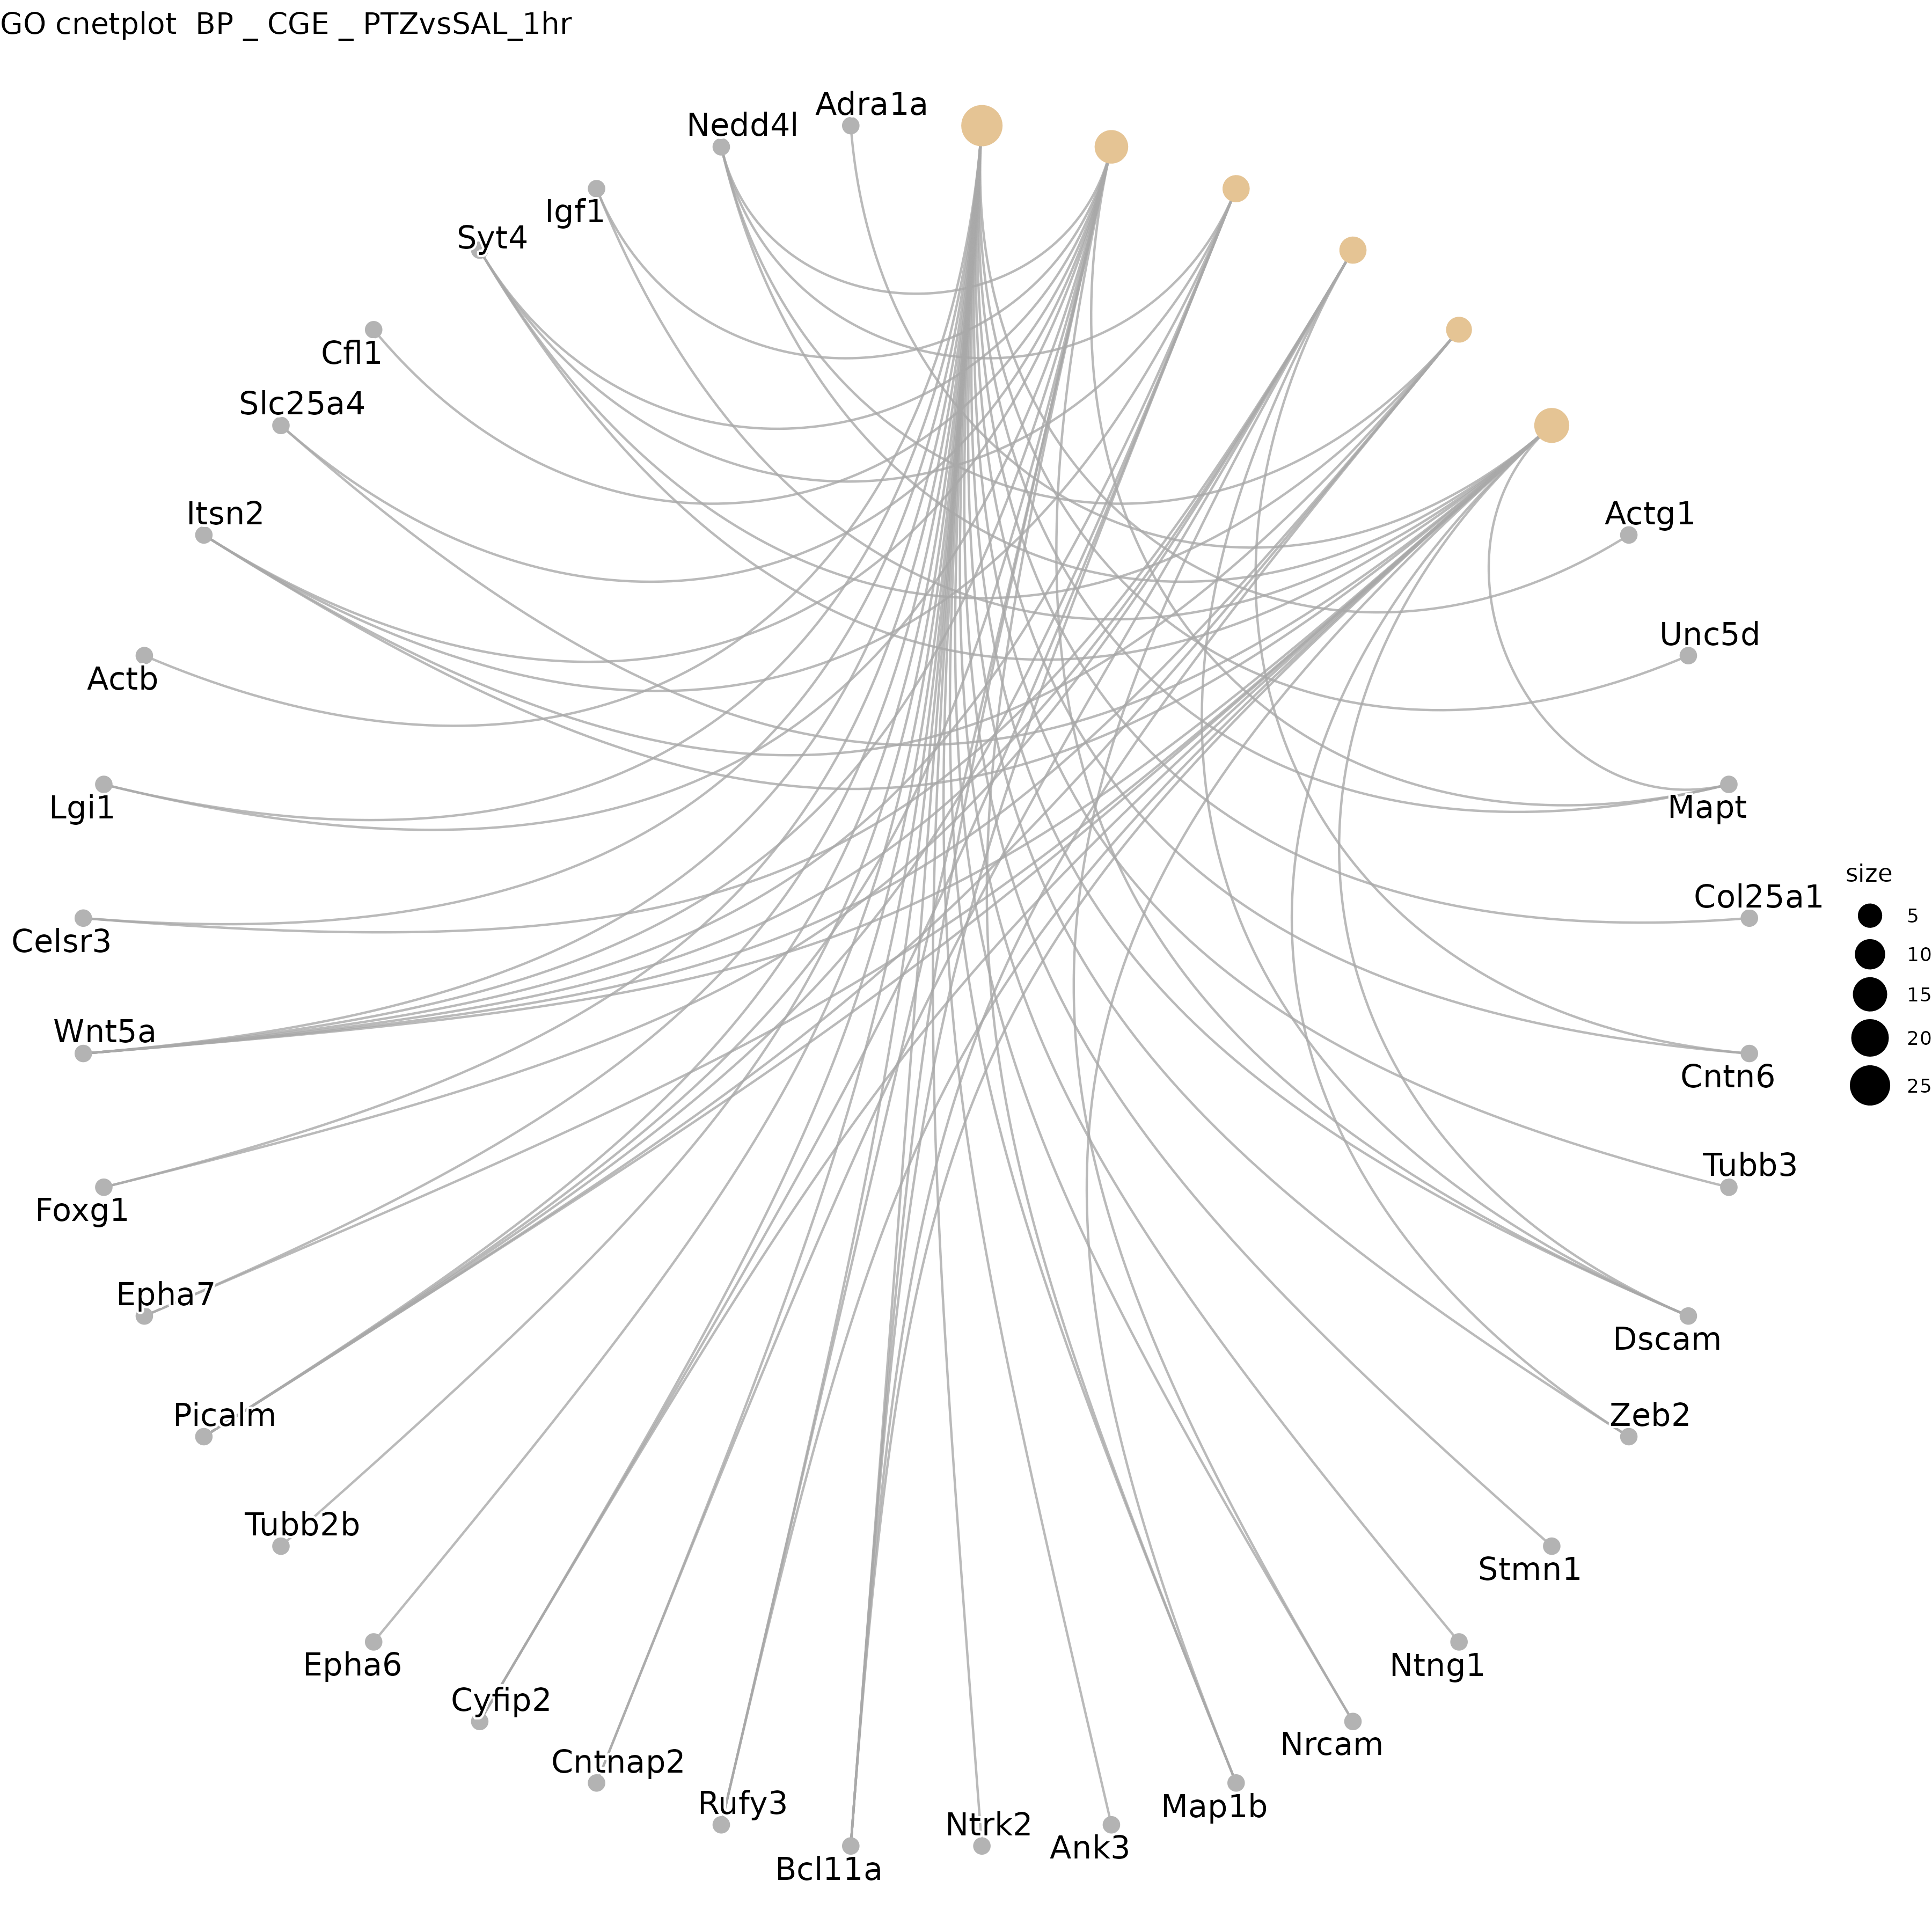 GO cnetplot  BP _ CGE _ PTZvsSAL_1hr
Adra1a
Nedd4l
Igf1
Syt4
Cfl1
Slc25a4
Itsn2
Actg1
Unc5d
Actb
Lgi1
Mapt
size
Col25a1
5
Celsr3
10
15
Wnt5a
20
Cntn6
25
Tubb3
Foxg1
Epha7
Dscam
Picalm
Zeb2
Tubb2b
Stmn1
Epha6
Ntng1
Cyfip2
Nrcam
Cntnap2
Rufy3
Map1b
Ntrk2
Ank3
Bcl11a